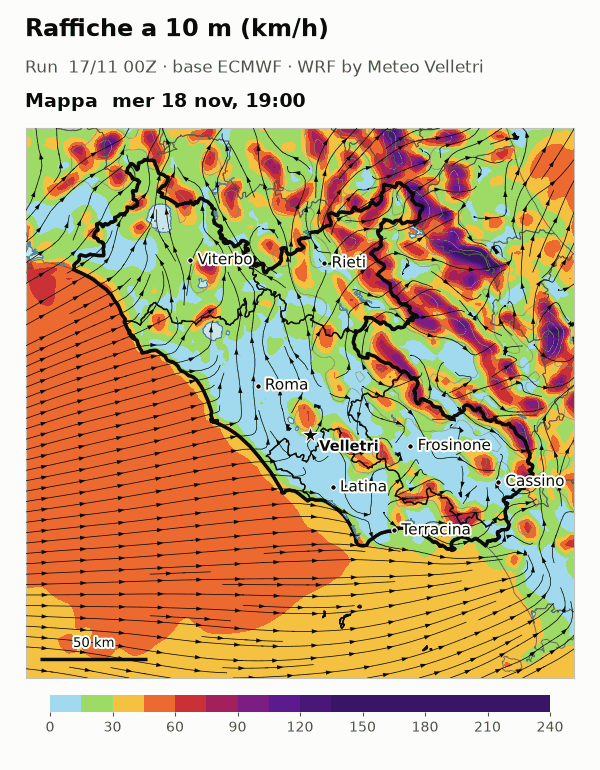 Raffiche a 10 m (km/h)
Run  17/11 00Z · base ECMWF · WRF by Meteo Velletri
Mappa  mer 18 nov, 19:00
Viterbo
Rieti
Roma
Velletri
Frosinone
Latina
Cassino
Terracina
50 km
0 30 60 90 120 150 180 210 240